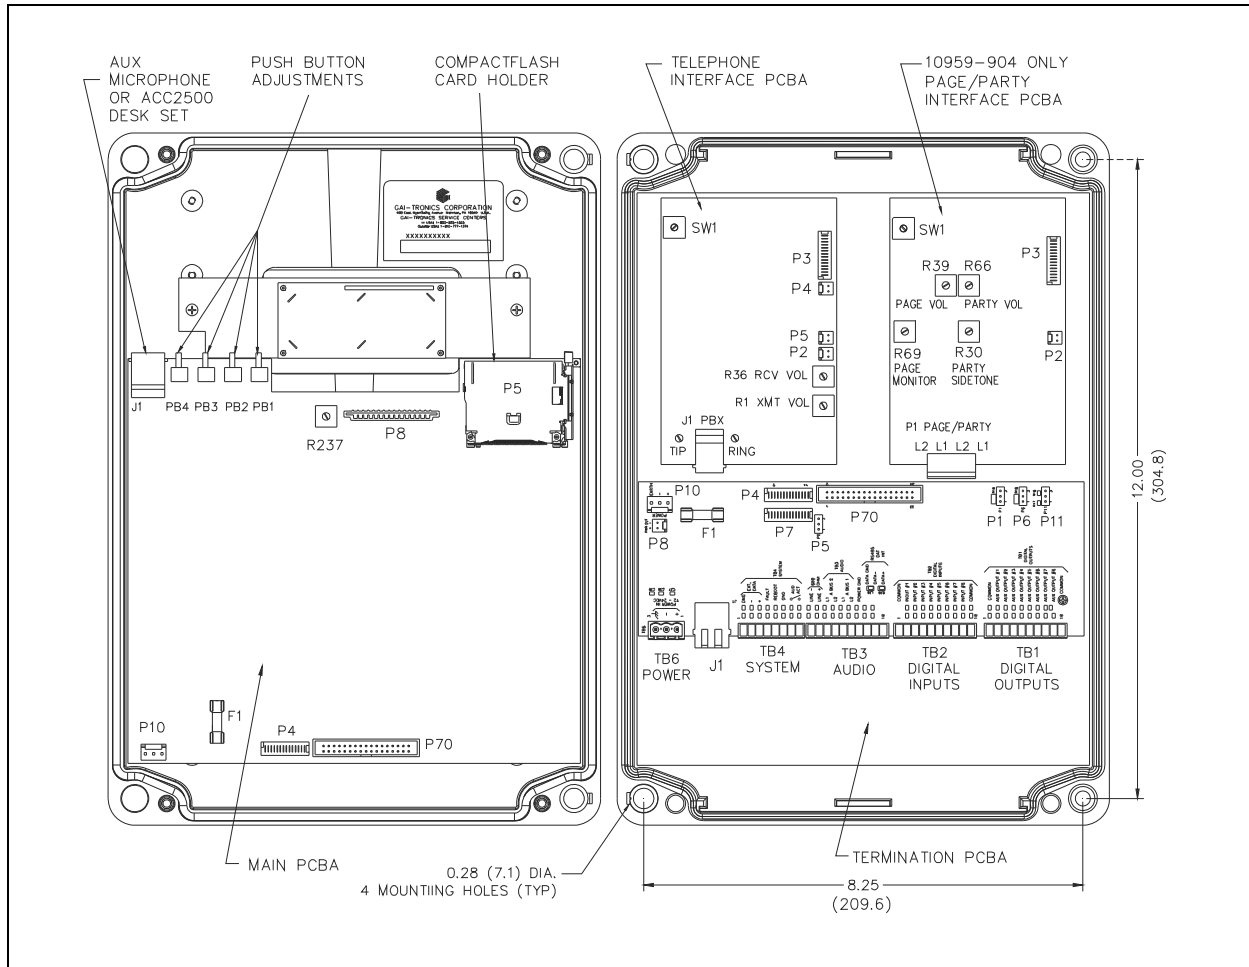 AUX
MICROPHONE
OR ACC2500
DESK SET
PUSH BUTTON
ADJUSTMENTS
COMPACTFLASH
CARD HOLDER
TELEPHONE
INTERFACE PCBA
10959-904 ONLY
PAGE/PARTY
INTERFACE PCBA
GAI-TRONICS CORPORATION
GAI-TRONICS SERVICE CENTERS
XXXXXXXXXX
J1
PB4
PB3
PB2
PB1
R237
P8
P5
P10
F1
P4
P70
MAIN PCBA
SW1
P3
P4
P5
P2
R36 RCV VOL
R1 XMT VOL
J1 PBX
TIP
RING
SW1
P3
R39
R66
PAGE VOL
PARTY VOL
R69
PAGE
MONITOR
R30
PARTY
SIDETONE
P2
P1 PAGE/PARTY
L2 L1 L2 L1
P10
P8
F1
P4
P7
P5
P70
P1
P6
P11
TB6
POWER
J1
TB4
SYSTEM
TB3
AUDIO
TB2
DIGITAL
INPUTS
TB1
DIGITAL
OUTPUTS
TERMINATION PCBA
12.00
(304.8)
8.25
(209.6)
0.28 (7.1) DIA.
4 MOUNTIING HOLES (TYP)